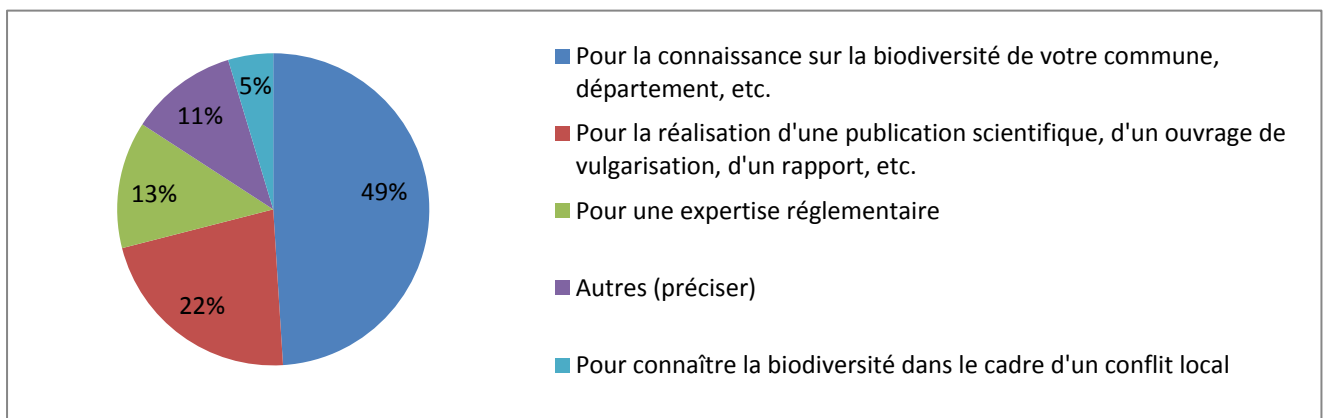 5%
11%
13%
49%
22%
Pour la connaissance sur la biodiversité de votre commune,
département, etc.
Pour la réalisation d'une publication scientifique, d'un ouvrage de
vulgarisation, d'un rapport, etc.
Pour une expertise réglementaire
Autres (préciser)
Pour connaître la biodiversité dans le cadre d'un conflit local